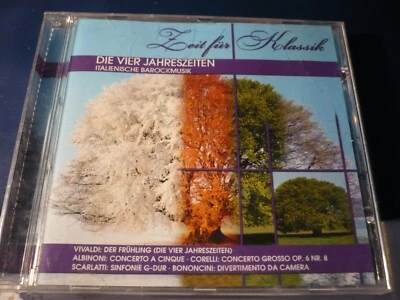 Zeit für Klassik
DIE VIER JAHRESZEITEN
ITALIENISCHE BAROCKMUSIK
VIVALDI: DER FRÜHLING (DIE VIER JAHRESZEITEN)
ALBINONI: CONCERTO A CINQUE · CORELLI: CONCERTO GROSSO OP. 6 NR. 8
SCARLATTI: SINFONIE G-DUR · BONONCINI: DIVERTIMENTO DA CAMERA